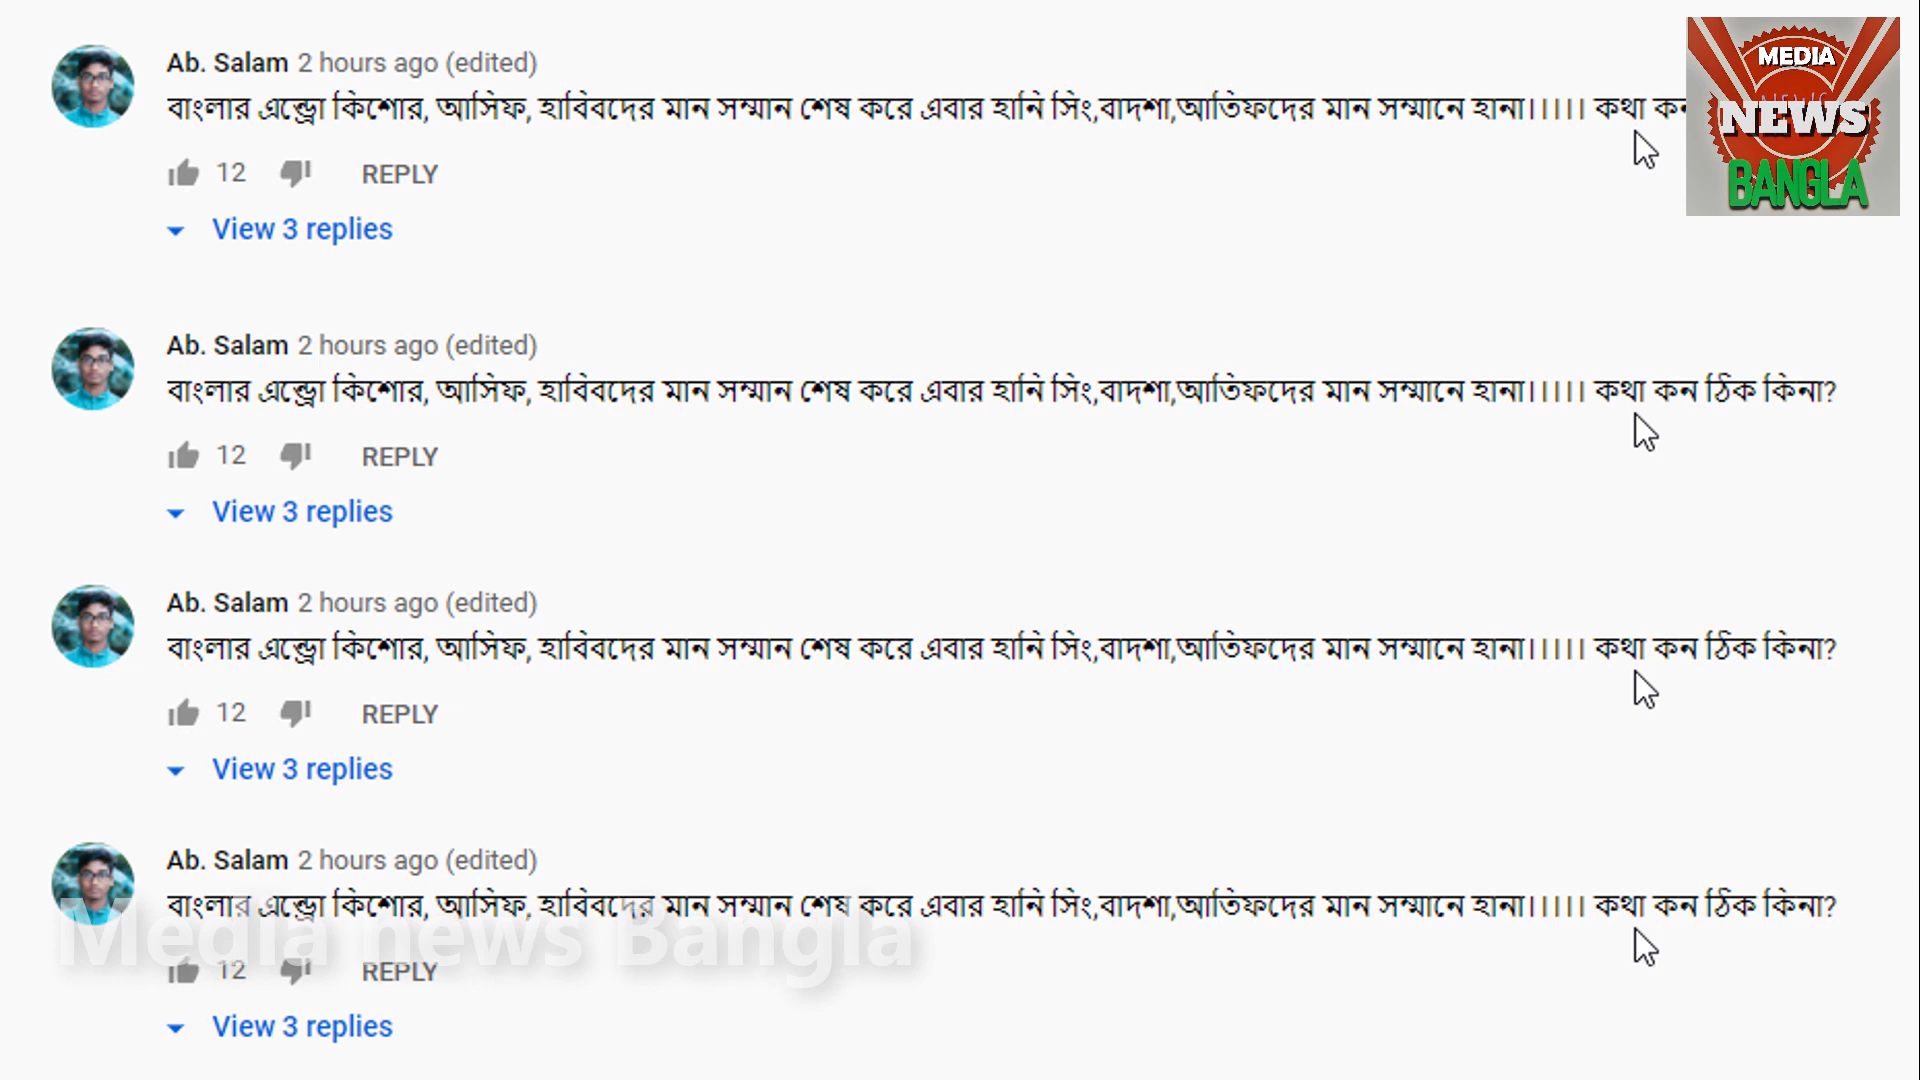 Ab. Salam 2 hours ago (edited)
বাংলার এন্ড্রো কিশোর, আসিফ, হাবিবদের মান সম্মান শেষ করে এবার হানি সিং,বাদশা,আতিফদের মান সম্মানে হানা।।।।। কথা কন
12 REPLY
View 3 replies
MEDIA
NEWS
BANGLA
Ab. Salam 2 hours ago (edited)
বাংলার এন্ড্রো কিশোর, আসিফ, হাবিবদের মান সম্মান শেষ করে এবার হানি সিং,বাদশা,আতিফদের মান সম্মানে হানা।।।।। কথা কন ঠিক কিনা?
12 REPLY
View 3 replies
Ab. Salam 2 hours ago (edited)
বাংলার এন্ড্রো কিশোর, আসিফ, হাবিবদের মান সম্মান শেষ করে এবার হানি সিং,বাদশা,আতিফদের মান সম্মানে হানা।।।।। কথা কন ঠিক কিনা?
12 REPLY
View 3 replies
Ab. Salam 2 hours ago (edited)
বাংলার এন্ড্রো কিশোর, আসিফ, হাবিবদের মান সম্মান শেষ করে এবার হানি সিং,বাদশা,আতিফদের মান সম্মানে হানা।।।।। কথা কন ঠিক কিনা?
Media news Bangla
12 REPLY
View 3 replies